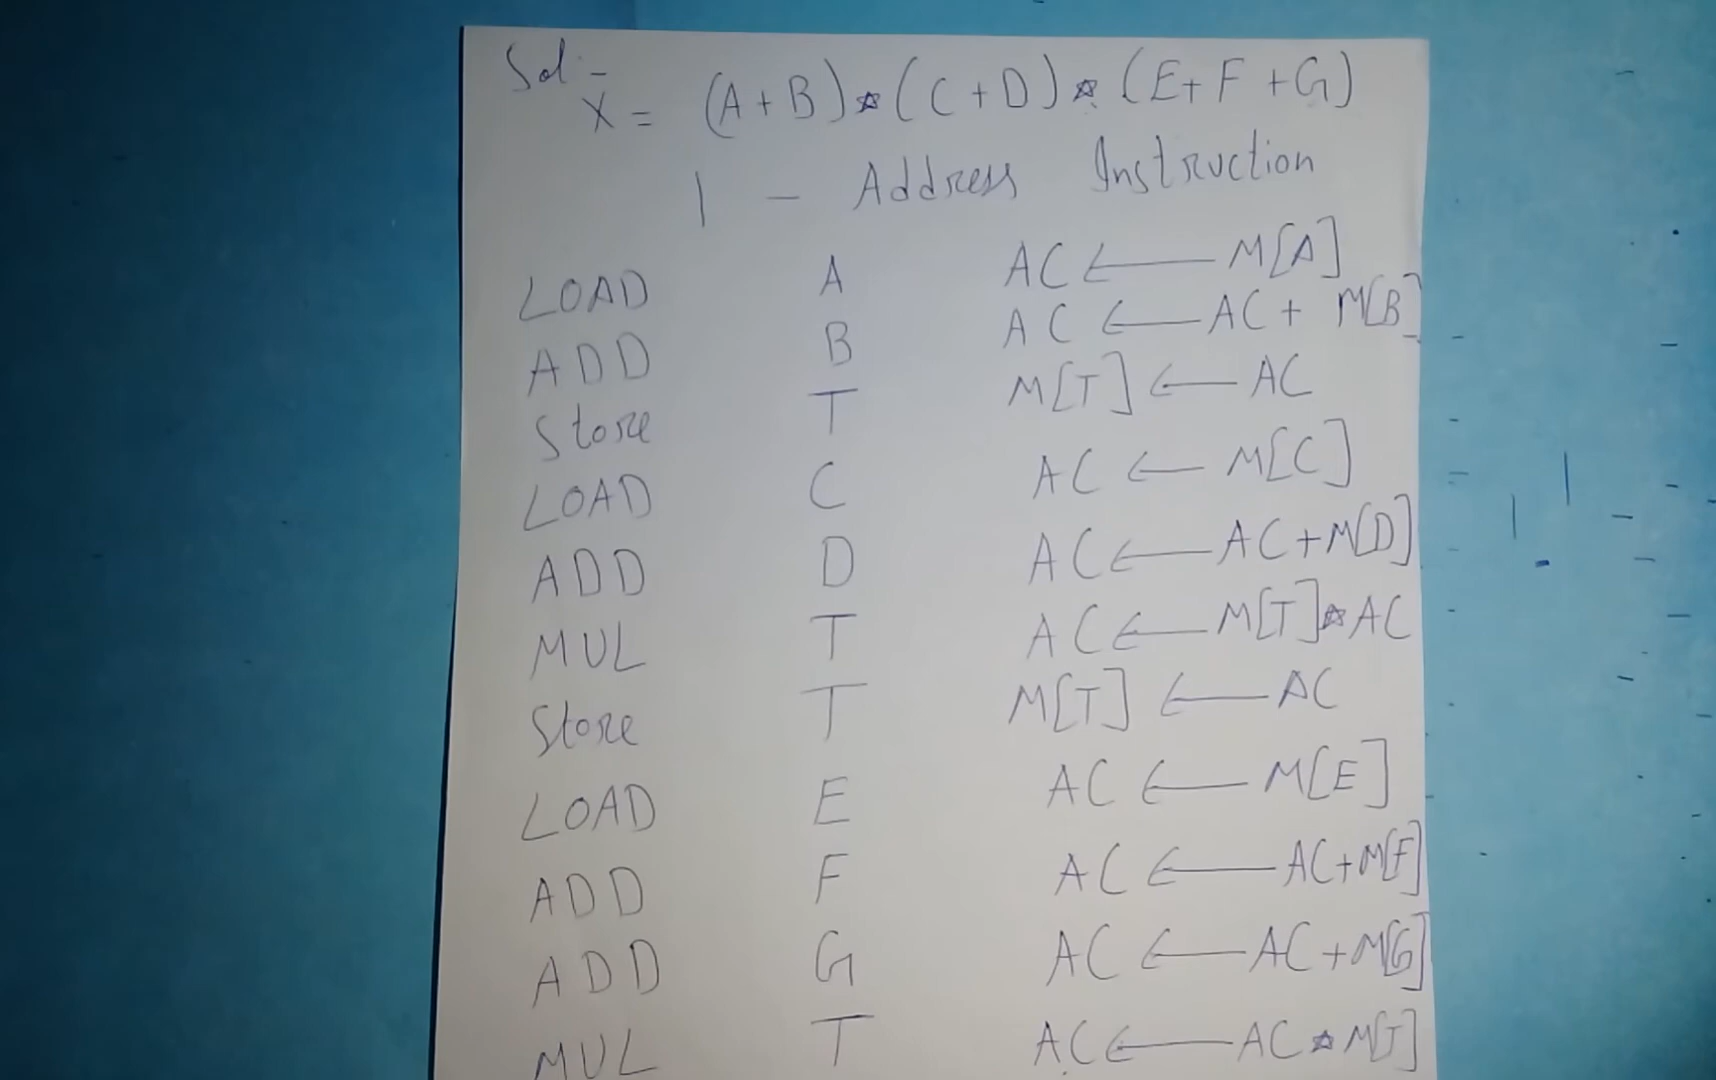 Sol :-
X = (A+B)*(C+D)*(E+F+G)
1 - Address Instruction
LOAD A AC ← M[A]
ADD B AC ← AC + M[B]
Store T M[T] ← AC
LOAD C AC ← M[C]
ADD D AC ← AC+M[D]
MUL T AC ← M[T]*AC
Store T M[T] ← AC
LOAD E AC ← M[E]
ADD F AC ← AC+M[F]
ADD G AC ← AC+M[G]
MUL T AC ← AC * M[T]